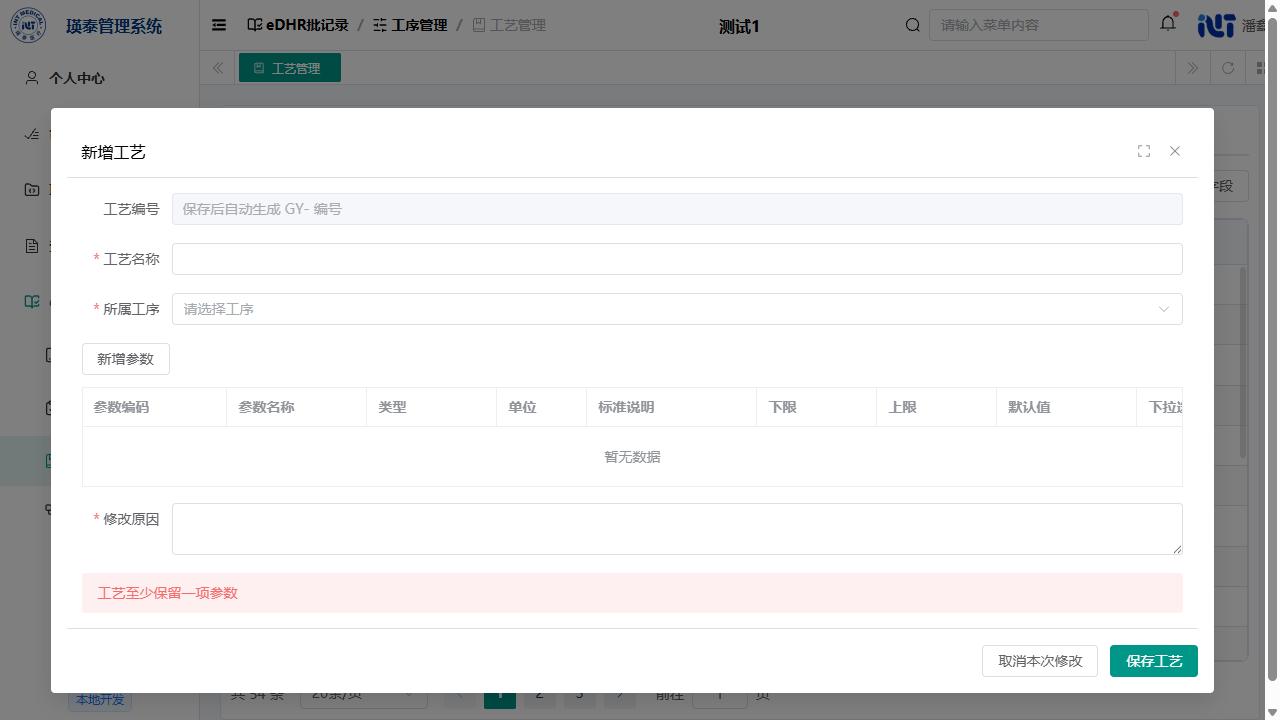 瑛泰管理系统
eDHR批记录 / 工序管理 / 工艺管理
测试1
请输入菜单内容
个人中心
工艺管理
字段
新增工艺
工艺编号 保存后自动生成 GY- 编号
* 工艺名称
* 所属工序 请选择工序
新增参数
参数编码 参数名称 类型 单位 标准说明 下限 上限 默认值 下拉
暂无数据
* 修改原因
工艺至少保留一项参数
取消本次修改 保存工艺
本地开发
共 54 条 20条/页 1 2 3 前往 1 页